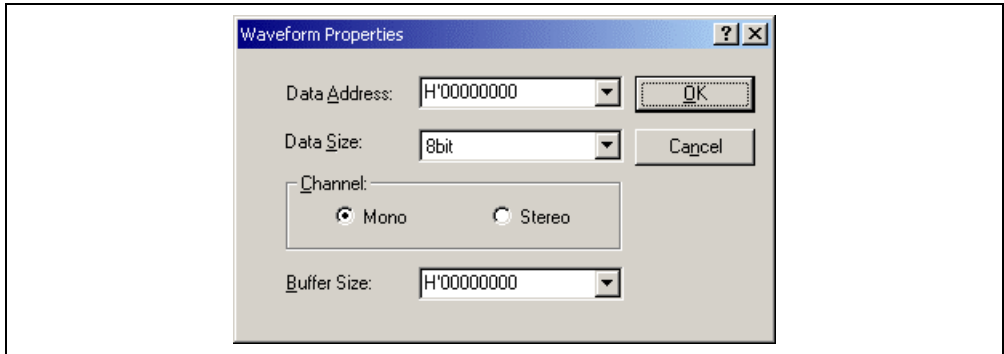 Waveform Properties
Data Address: H'00000000 OK
Data Size: 8bit Cancel
Channel:
Mono Stereo
Buffer Size: H'00000000